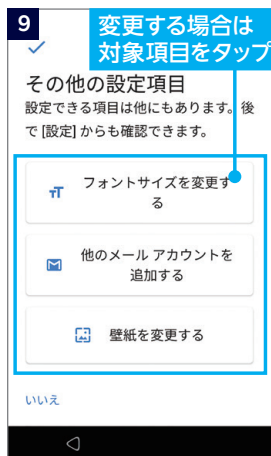 9
変更する場合は
対象項目をタップ
その他の設定項目
設定できる項目は他にもあります。後
で [設定] からも確認できます。
フォントサイズを変更す
る
他のメール アカウントを
追加する
壁紙を変更する
いいえ